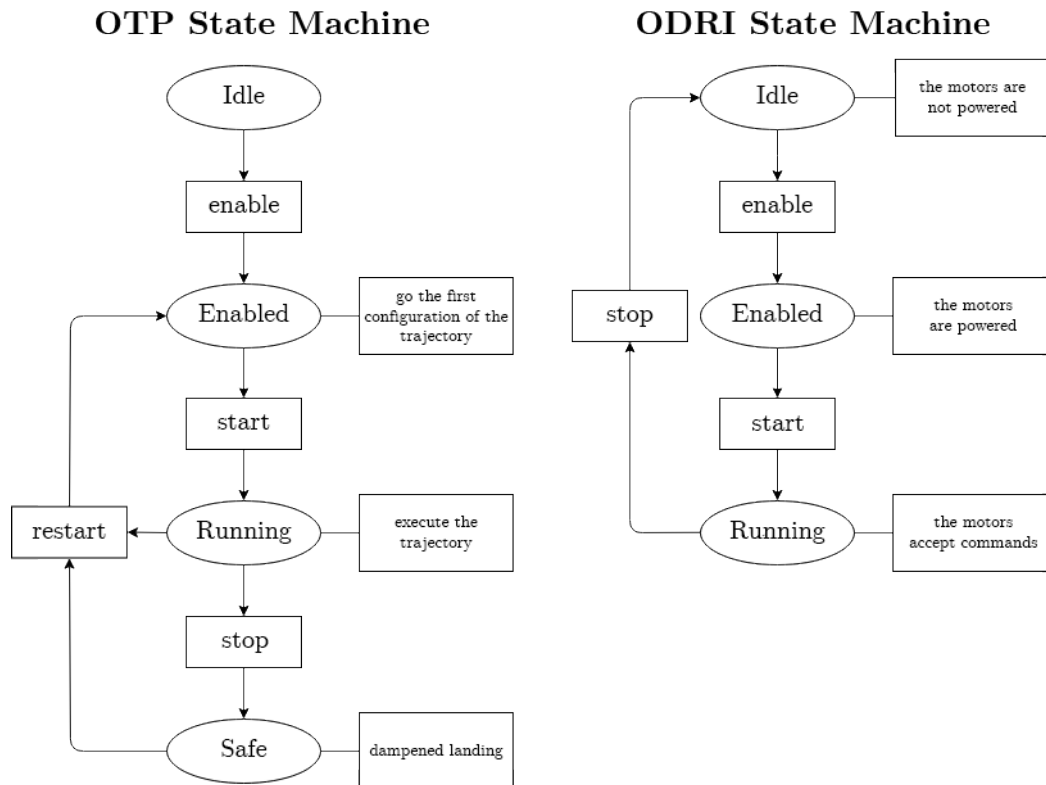 OTP State Machine
Idle
enable
Enabled
go the first
configuration of the
trajectory
start
restart
Running
execute the
trajectory
stop
Safe
dampened landing
ODRI State Machine
Idle
the motors are
not powered
enable
stop
Enabled
the motors
are powered
start
Running
the motors
accept commands